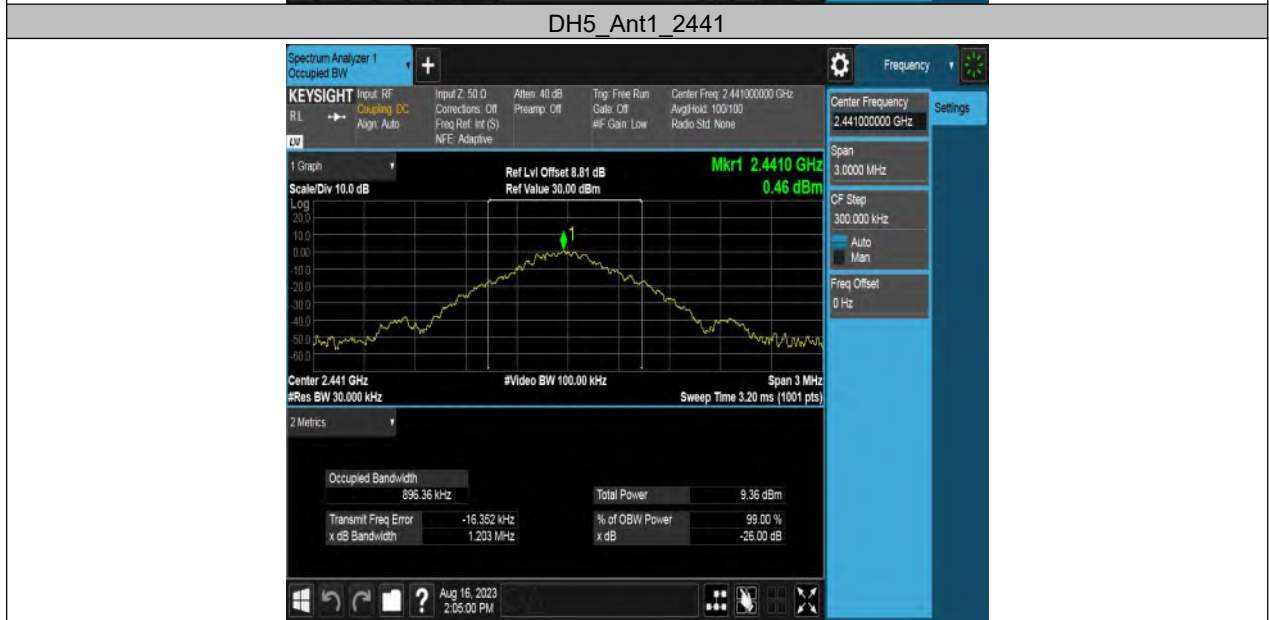 DH5_Ant1_2441
Spectrum Analyzer 1
Occupied BW
+
Frequency
KEYSIGHT
RL
LXI
Input: RF
Coupling: DC
Align: Auto
Input Z: 50 Ω
Corrections: Off
Freq Ref: Int (S)
NFE: Adaptive
Atten: 40 dB
Preamp: Off
Trig: Free Run
Gate: Off
#IF Gain: Low
Center Freq: 2.441000000 GHz
Avg|Hold: 100/100
Radio Std: None
Center Frequency
2.441000000 GHz
Settings
Span
3.0000 MHz
CF Step
300.000 kHz
Auto
Man
Freq Offset
0 Hz
1 Graph
Scale/Div 10.0 dB
Ref Lvl Offset 8.81 dB
Ref Value 30.00 dBm
Mkr1 2.4410 GHz
0.46 dBm
Log
20.0
10.0
0.00
-10.0
-20.0
-30.0
-40.0
-50.0
-60.0
1
Center 2.441 GHz
#Video BW 100.00 kHz
Span 3 MHz
#Res BW 30.000 kHz
Sweep Time 3.20 ms (1001 pts)
2 Metrics
Occupied Bandwidth
896.36 kHz
Total Power 9.36 dBm
Transmit Freq Error -16.352 kHz
% of OBW Power 99.00 %
x dB Bandwidth 1.203 MHz
x dB -26.00 dB
?
Aug 16, 2023
2:05:00 PM